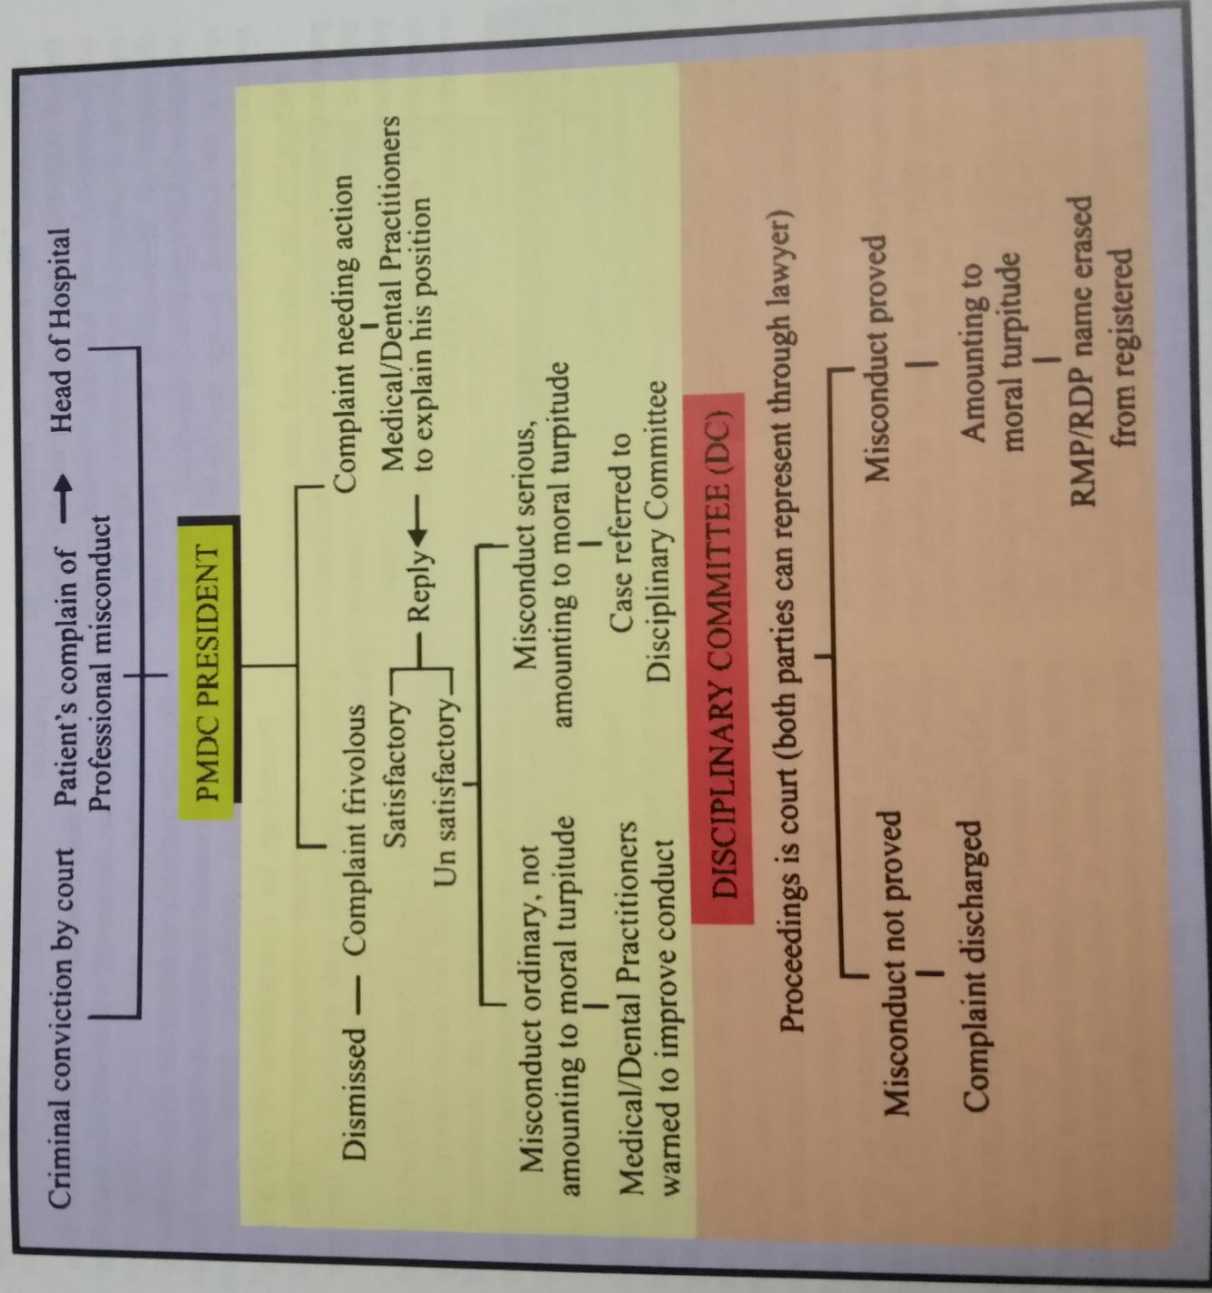 Criminal conviction by court
Patient's complain of
Professional misconduct
Head of Hospital
PMDC PRESIDENT
Dismissed — Complaint frivolous
Complaint needing action
Medical/Dental Practitioners
to explain his position
Reply
Satisfactory
Un satisfactory
Misconduct ordinary, not
amounting to moral turpitude
Medical/Dental Practitioners
warned to improve conduct
Misconduct serious,
amounting to moral turpitude
Case referred to
Disciplinary Committee
DISCIPLINARY COMMITTEE (DC)
Proceedings is court (both parties can represent through lawyer)
Misconduct not proved
Complaint discharged
Misconduct proved
Amounting to
moral turpitude
RMP/RDP name erased
from registered